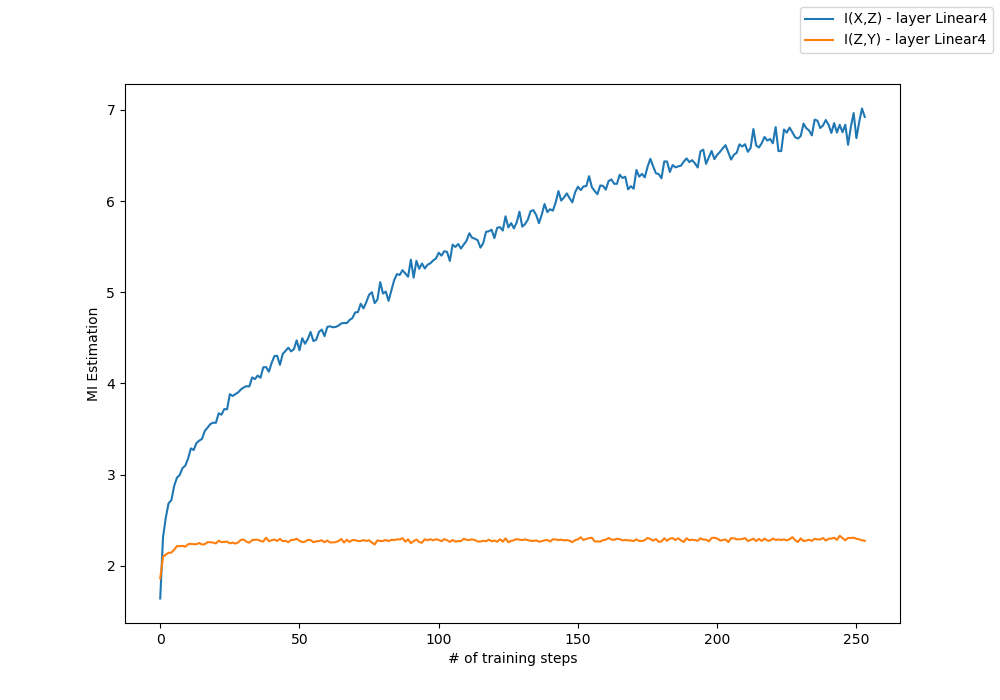 I(X,Z) - layer Linear4
I(Z,Y) - layer Linear4
7
6
5
4
3
2
MI Estimation
0 50 100 150 200 250
# of training steps